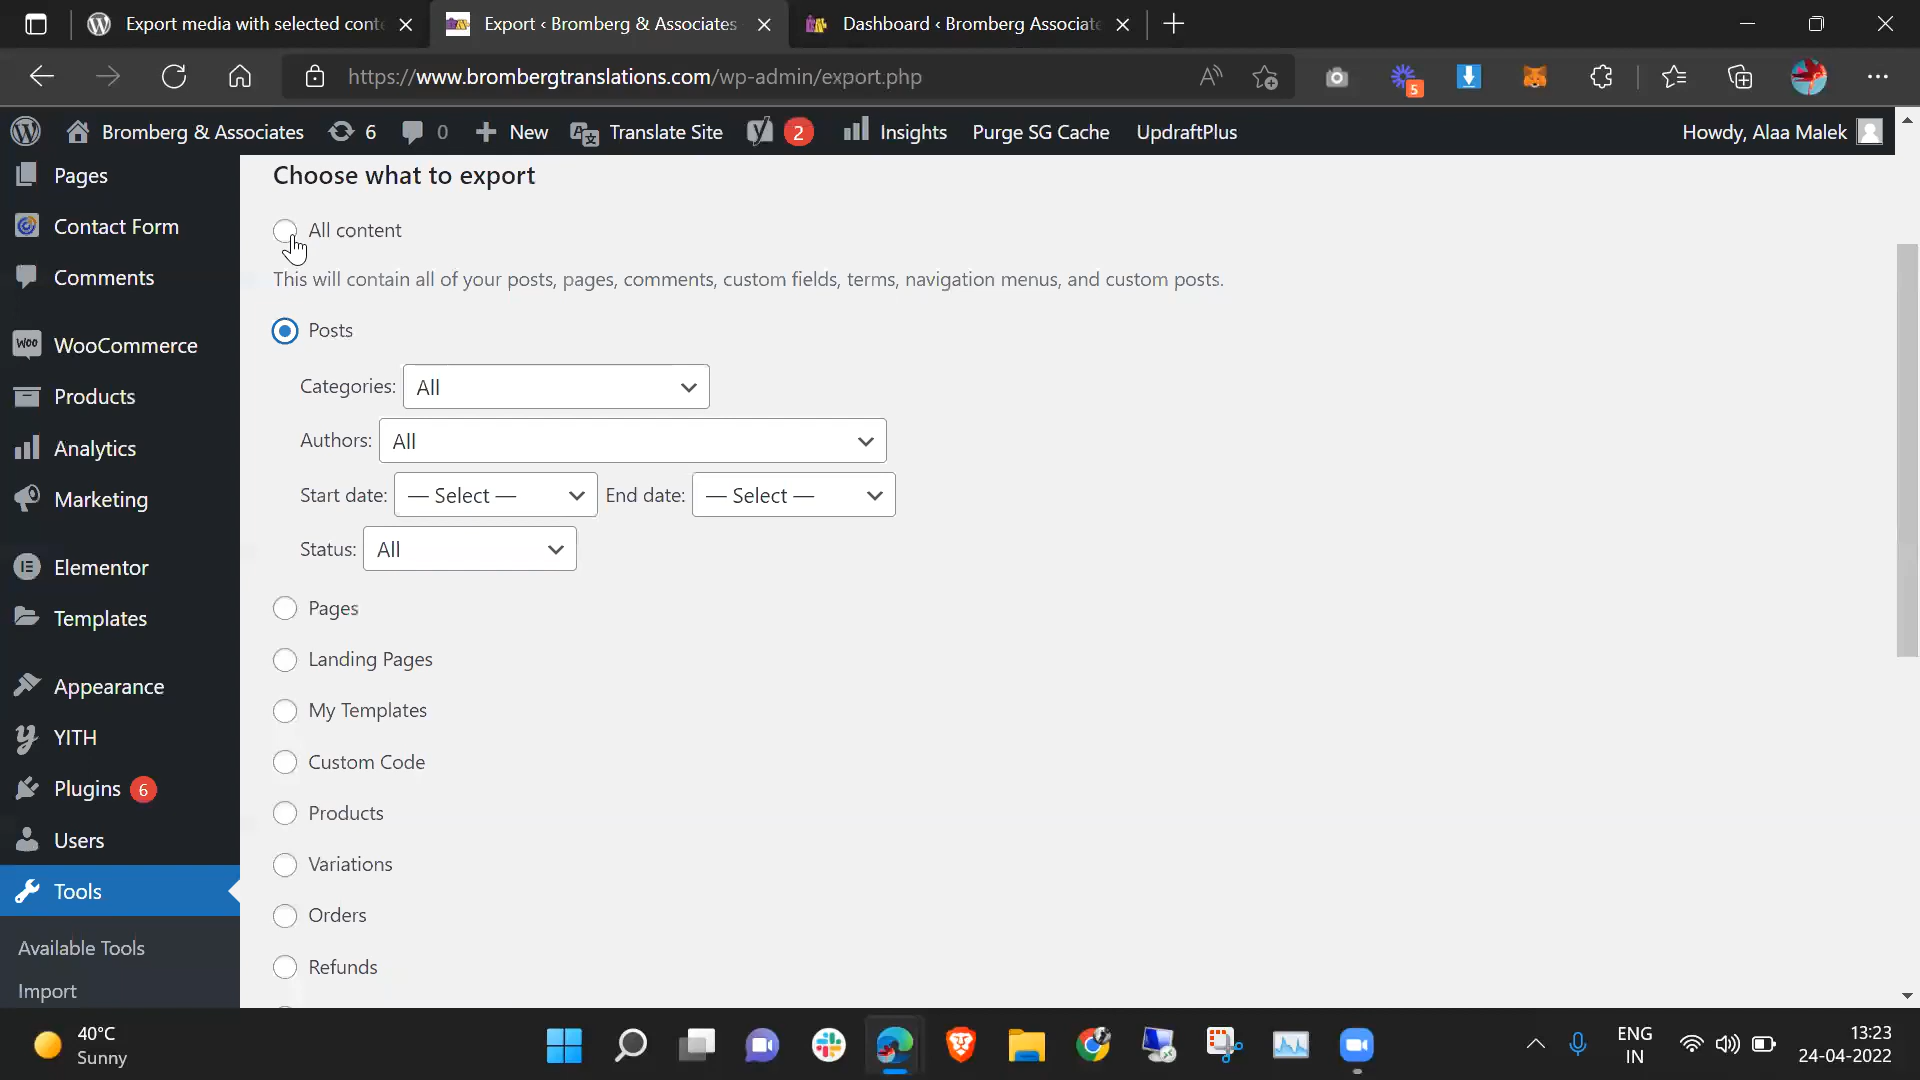 Export media with selected conte
Export ‹ Bromberg & Associates
Dashboard ‹ Bromberg Associate
https://www.brombergtranslations.com/wp-admin/export.php
5
Bromberg & Associates
6
0
New
Translate Site
2
Insights
Purge SG Cache
UpdraftPlus
Howdy, Alaa Malek
Pages
Contact Form
Comments
WooCommerce
Products
Analytics
Marketing
Elementor
Templates
Appearance
YITH
Plugins 6
Users
Tools
Available Tools
Import
Choose what to export
All content
This will contain all of your posts, pages, comments, custom fields, terms, navigation menus, and custom posts.
Posts
Categories: All
Authors: All
Start date: — Select — End date: — Select —
Status: All
Pages
Landing Pages
My Templates
Custom Code
Products
Variations
Orders
Refunds
40°C
Sunny
ENG
IN
13:23
24-04-2022